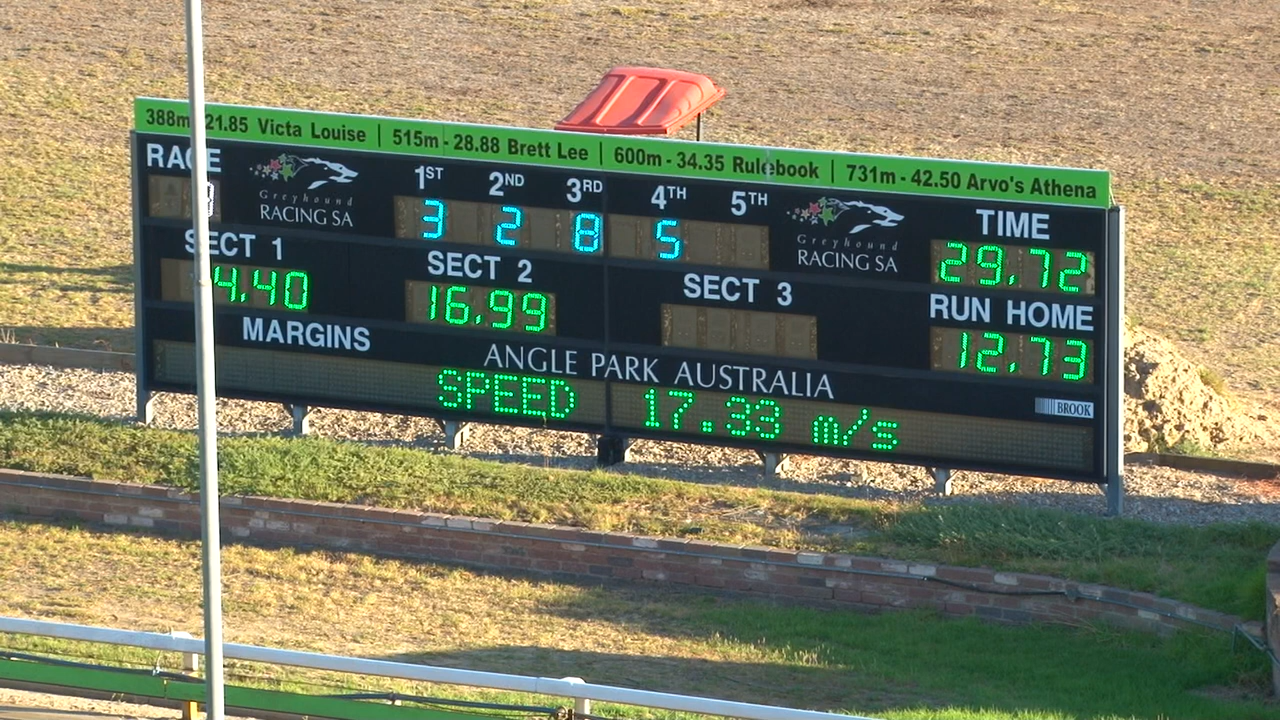 388m 21.85 Victa Louise | 515m - 28.88 Brett Lee | 600m - 34.35 Rulebook | 731m - 42.50 Arvo's Athena
RACE
Greyhound
RACING SA
1ST 2ND 3RD 4TH 5TH
3 2 8 5
Greyhound
RACING SA
TIME
29.72
SECT 1
4.40
SECT 2
16.99
SECT 3
RUN HOME
12.73
MARGINS
ANGLE PARK AUSTRALIA
SPEED 17.33 m/s
BROOK